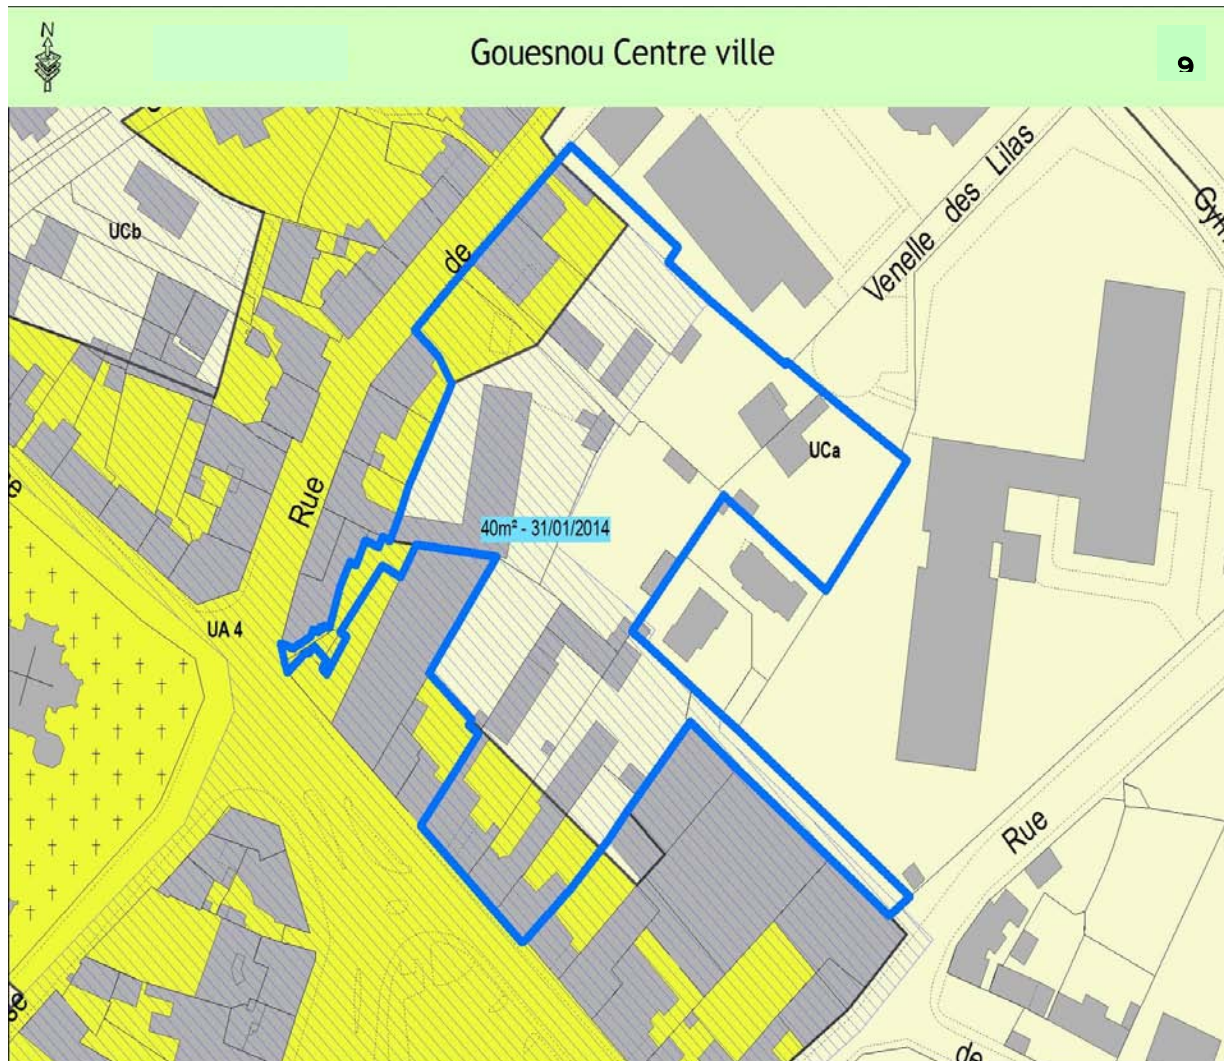 N
Gouesnou Centre ville
9
Venelle des Lilas
UCb
de
UCa
Rue
40m² - 31/01/2014
UA 4
Rue
de